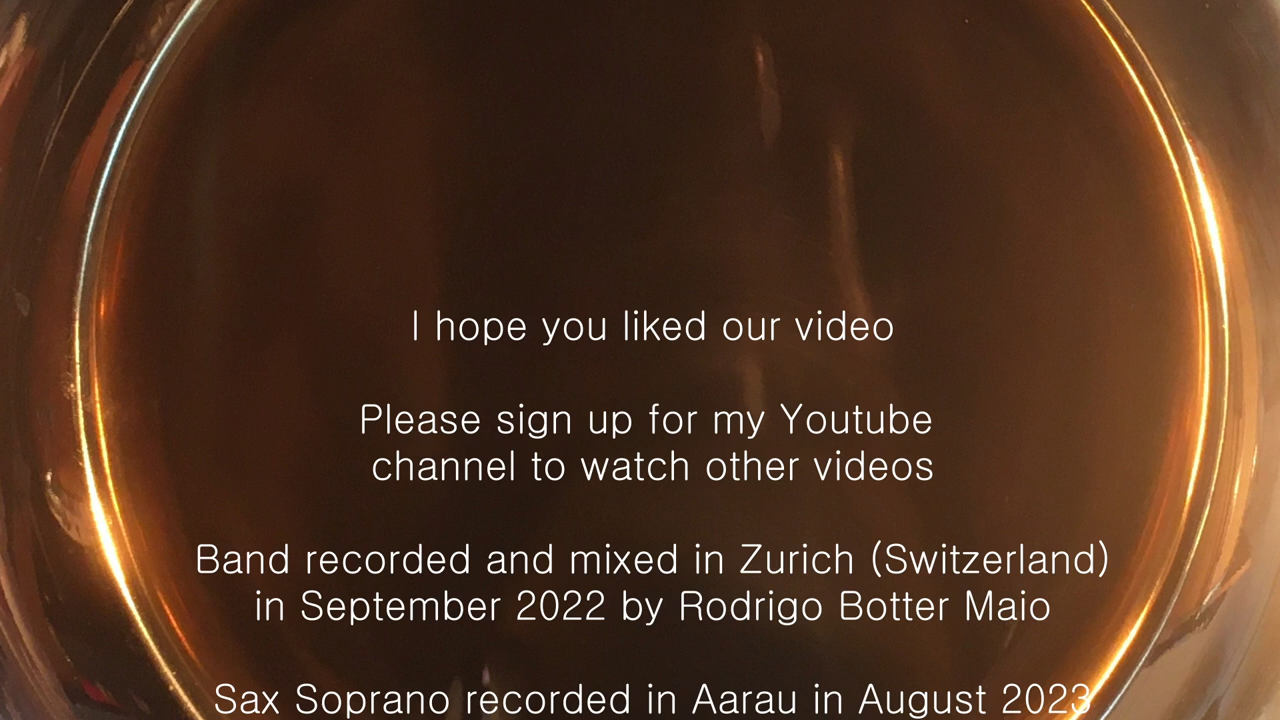 I hope you liked our video
Please sign up for my Youtube
channel to watch other videos
Band recorded and mixed in Zurich (Switzerland)
in September 2022 by Rodrigo Botter Maio
Sax Soprano recorded in Aarau in August 2023